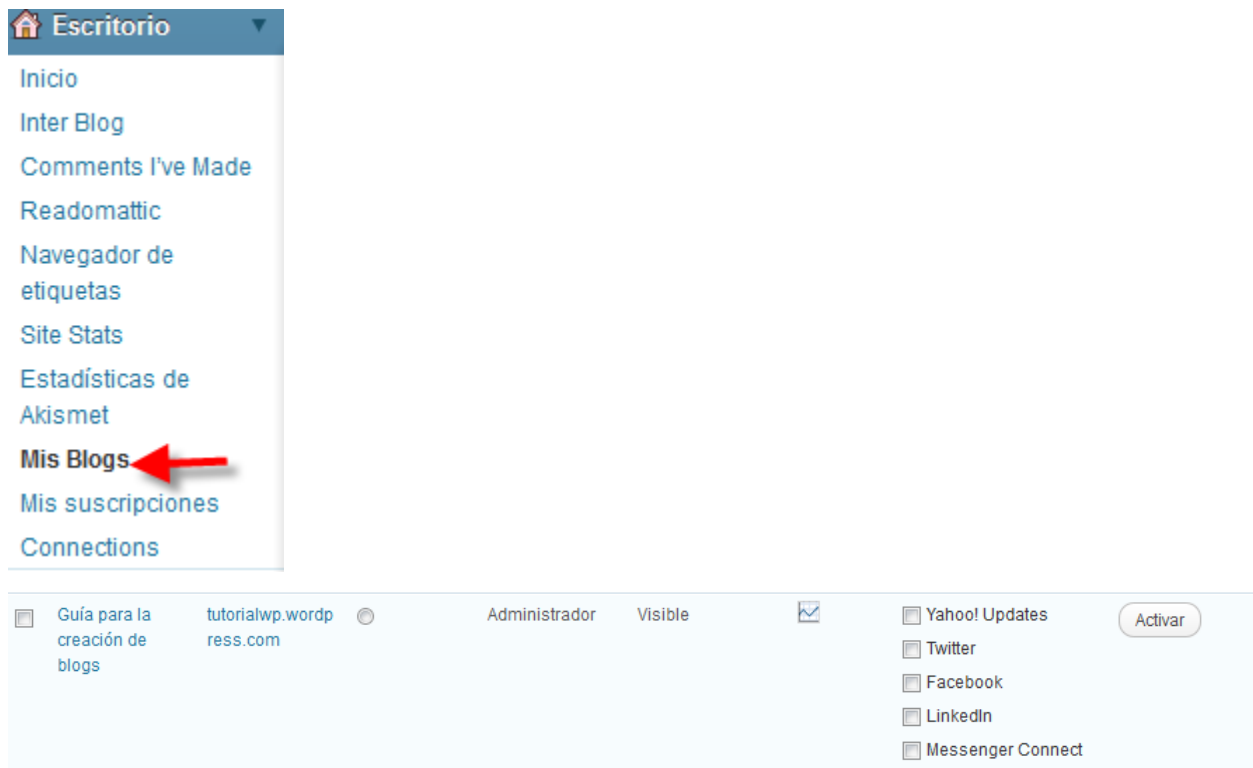 Escritorio
Inicio
Inter Blog
Comments I've Made
Readomattic
Navegador de
etiquetas
Site Stats
Estadísticas de
Akismet
Mis Blogs
Mis suscripciones
Connections
Guía para la
creación de
blogs
tutorialwp.wordp
ress.com
Administrador
Visible
Yahoo! Updates
Twitter
Facebook
LinkedIn
Messenger Connect
Activar